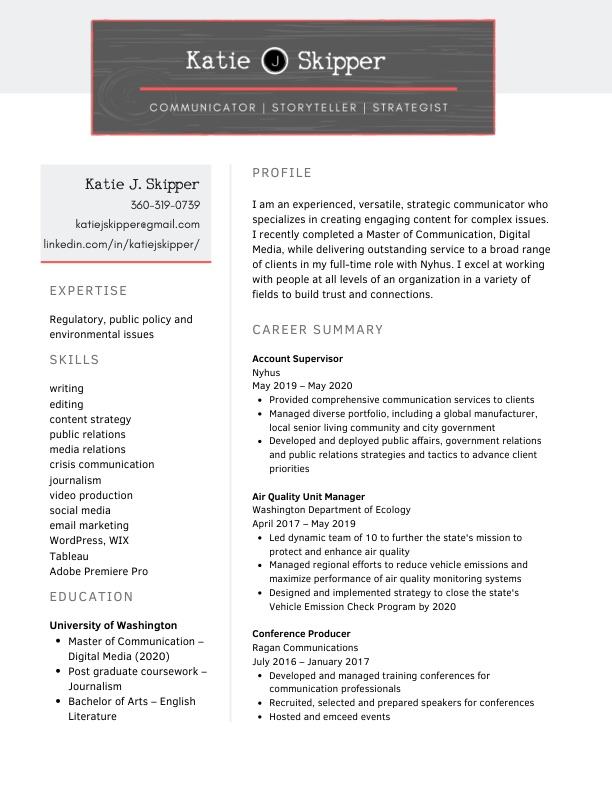 Katie J Skipper
COMMUNICATOR | STORYTELLER | STRATEGIST
Katie J. Skipper
360-319-0739
katiejskipper@gmail.com
linkedin.com/in/katiejskipper/
EXPERTISE
Regulatory, public policy and
environmental issues
SKILLS
writing
editing
content strategy
public relations
media relations
crisis communication
journalism
video production
social media
email marketing
WordPress, WIX
Tableau
Adobe Premiere Pro
EDUCATION
University of Washington
• Master of Communication –
Digital Media (2020)
• Post graduate coursework –
Journalism
• Bachelor of Arts – English
Literature
PROFILE
I am an experienced, versatile, strategic communicator who
specializes in creating engaging content for complex issues.
I recently completed a Master of Communication, Digital
Media, while delivering outstanding service to a broad range
of clients in my full-time role with Nyhus. I excel at working
with people at all levels of an organization in a variety of
fields to build trust and connections.
CAREER SUMMARY
Account Supervisor
Nyhus
May 2019 – May 2020
• Provided comprehensive communication services to clients
• Managed diverse portfolio, including a global manufacturer,
local senior living community and city government
• Developed and deployed public affairs, government relations
and public relations strategies and tactics to advance client
priorities
Air Quality Unit Manager
Washington Department of Ecology
April 2017 – May 2019
• Led dynamic team of 10 to further the state's mission to
protect and enhance air quality
• Managed regional efforts to reduce vehicle emissions and
maximize performance of air quality monitoring systems
• Designed and implemented strategy to close the state's
Vehicle Emission Check Program by 2020
Conference Producer
Ragan Communications
July 2016 – January 2017
• Developed and managed training conferences for
communication professionals
• Recruited, selected and prepared speakers for conferences
• Hosted and emceed events